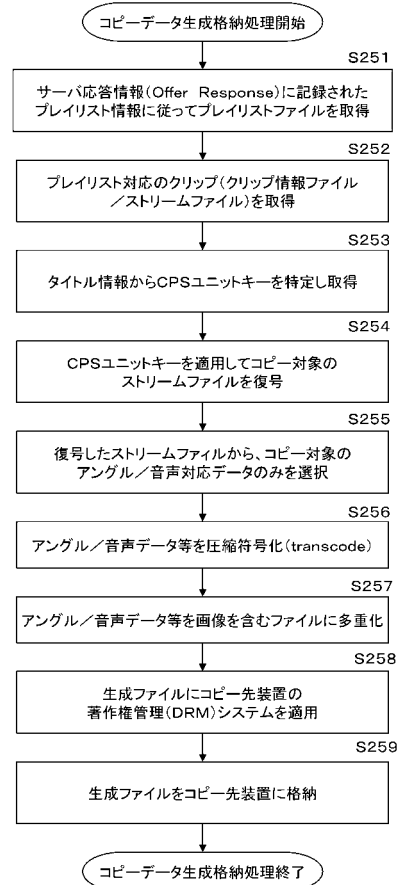 コピーデータ生成格納処理開始
S251
サーバ応答情報(Offer Response)に記録された
プレイリスト情報に従ってプレイリストファイルを取得
S252
プレイリスト対応のクリップ(クリップ情報ファイル
/ストリームファイル)を取得
S253
タイトル情報からCPSユニットキーを特定し取得
S254
CPSユニットキーを適用してコピー対象の
ストリームファイルを復号
S255
復号したストリームファィルから、コピー対象の
アングル/音声対応データのみを選択
S256
アングル/音声データ等を圧縮符号化(transcode)
S257
アングル/音声データ等を画像を含むファイルに多重化
S258
生成ファイルにコピー先装置の
著作権管理(DRM)システムを適用
S259
生成ファイルをコピー先装置に格納
コピーデータ生成格納処理終了